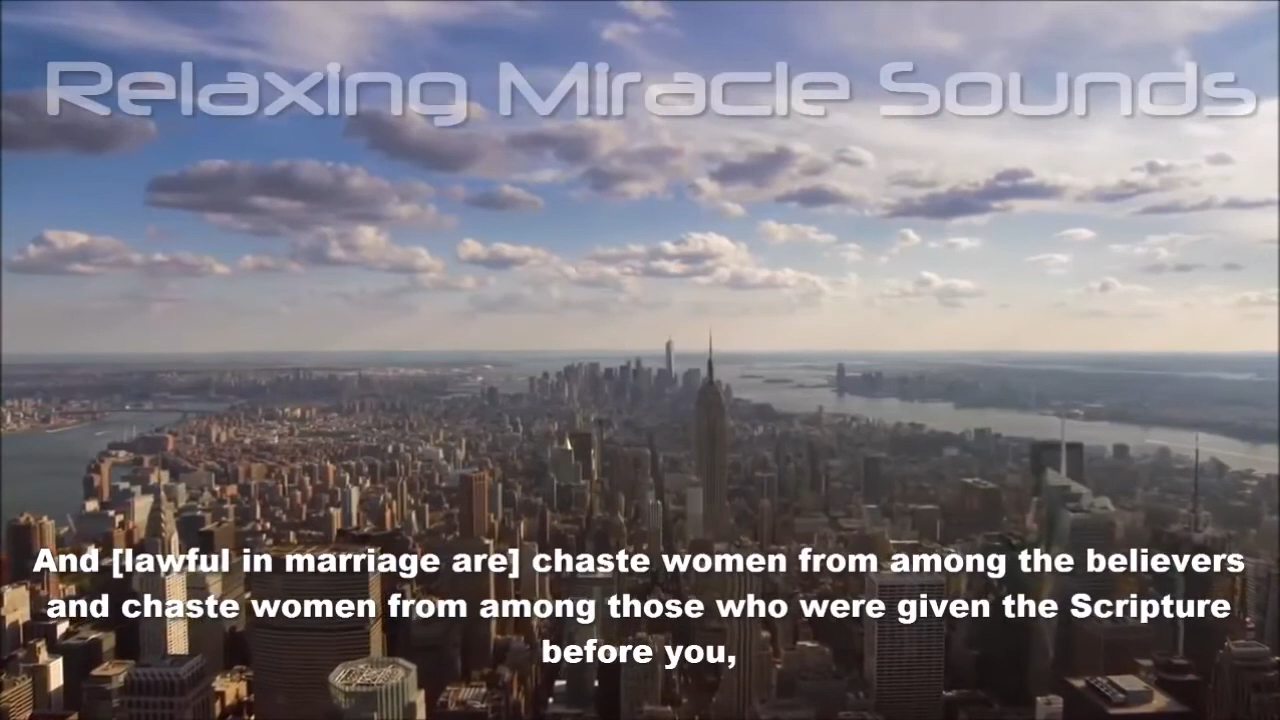 Relaxing Miracle Sounds
And [lawful in marriage are] chaste women from among the believers
and chaste women from among those who were given the Scripture
before you,